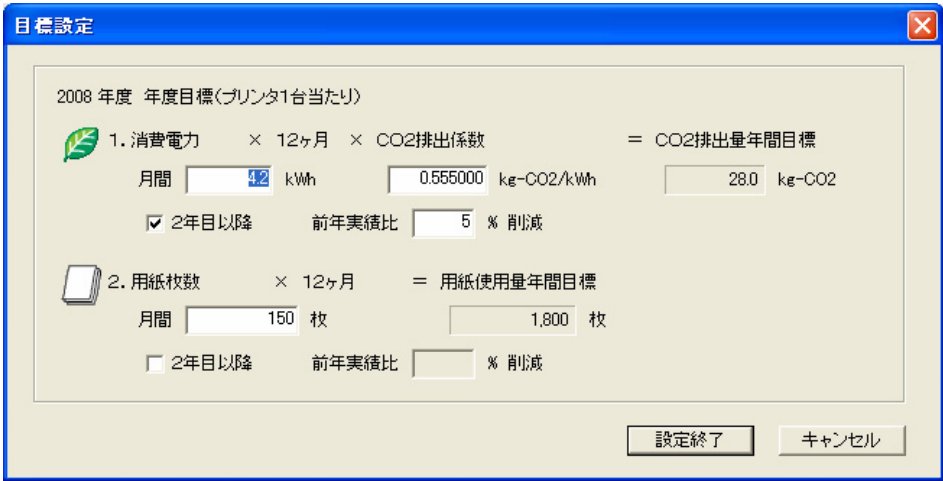 目標設定
2008 年度 年度目標(プリンタ1台当たり)
1. 消費電力 × 12ヶ月 × CO2排出係数 = CO2排出量年間目標
月間 4.2 kWh 0.555000 kg-CO2/kWh 28.0 kg-CO2
2年目以降 前年実績比 5 % 削減
2. 用紙枚数 × 12ヶ月 = 用紙使用量年間目標
月間 150 枚 1,800 枚
2年目以降 前年実績比 % 削減
設定終了 キャンセル